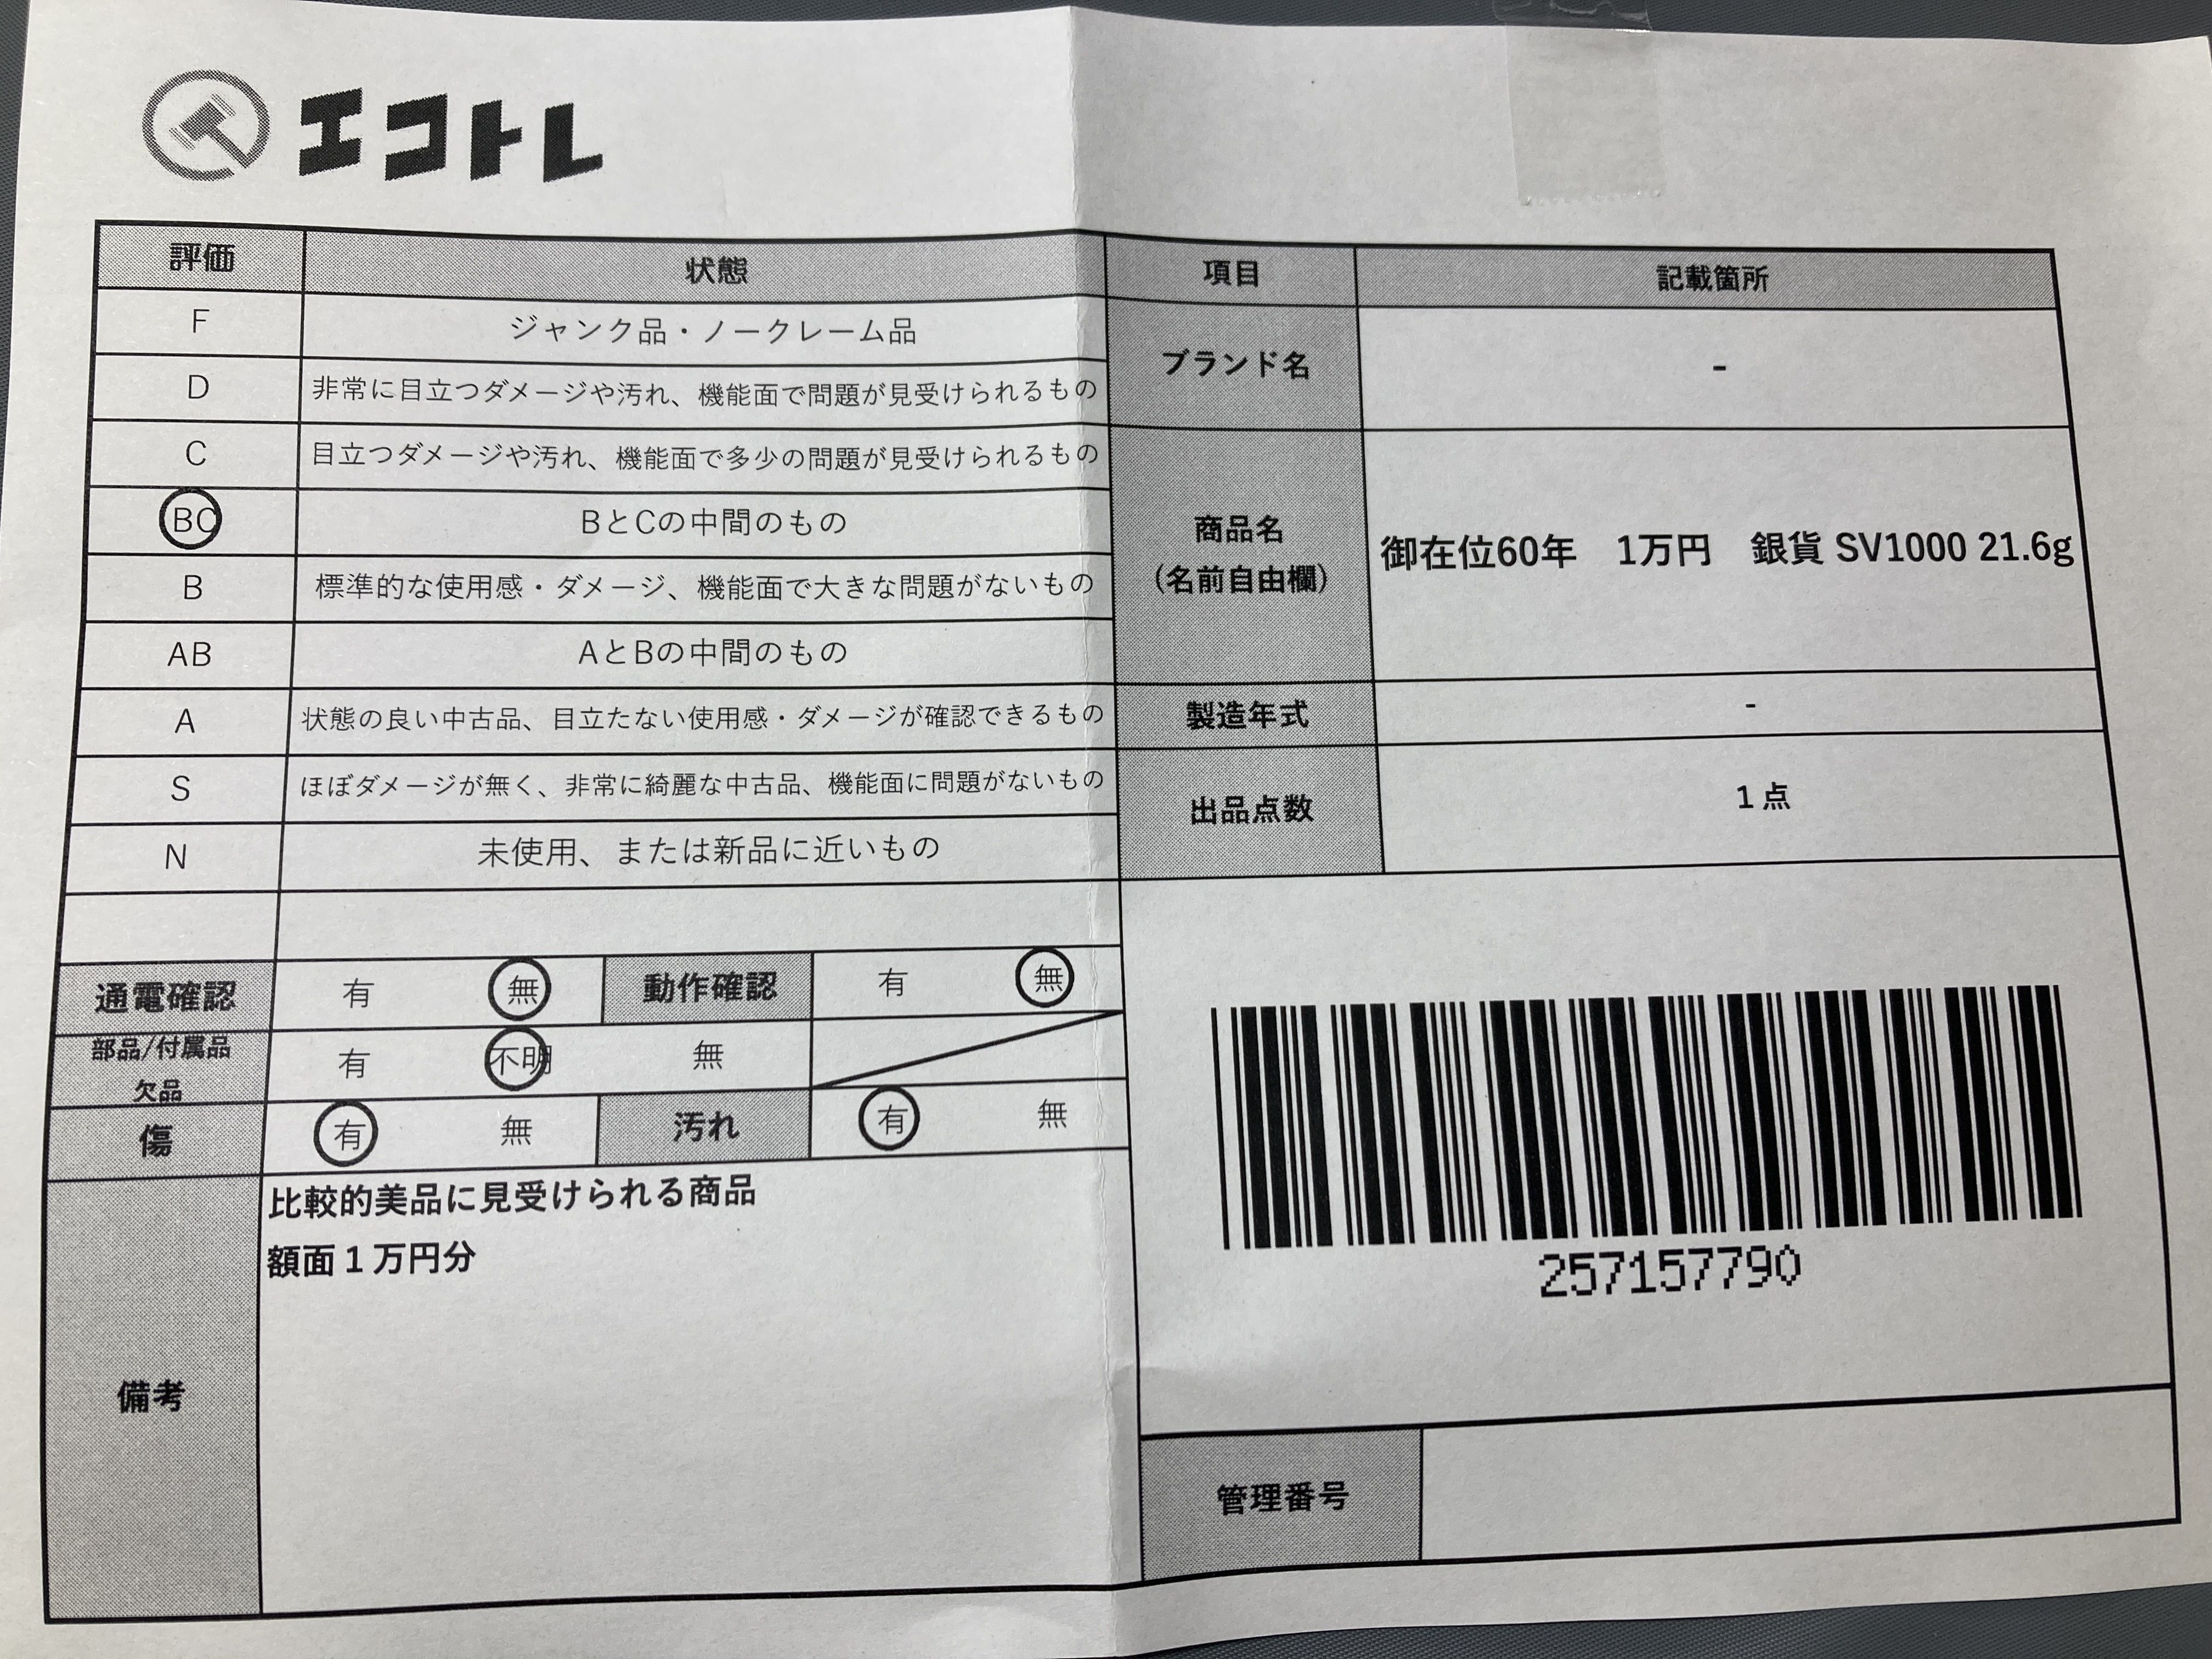 エコトレ
評価 状態
F ジャンク品・ノークレーム品
D 非常に目立つダメージや汚れ、機能面で問題が見受けられるもの
C 目立つダメージや汚れ、機能面で多少の問題が見受けられるもの
BC BとCの中間のもの
B 標準的な使用感・ダメージ、機能面で大きな問題がないもの
AB AとBの中間のもの
A 状態の良い中古品、目立たない使用感・ダメージが確認できるもの
S ほぼダメージが無く、非常に綺麗な中古品、機能面に問題がないもの
N 未使用、または新品に近いもの
通電確認 有 無 動作確認 有 無
部品/付属品
欠品
有 不明 無
傷 有 無 汚れ 有 無
備考
比較的美品に見受けられる商品
額面1万円分
項目 記載箇所
ブランド名 -
商品名
(名前自由欄)
御在位60年 1万円 銀貨 SV1000 21.6g
製造年式 -
出品点数 1点
257157790
管理番号